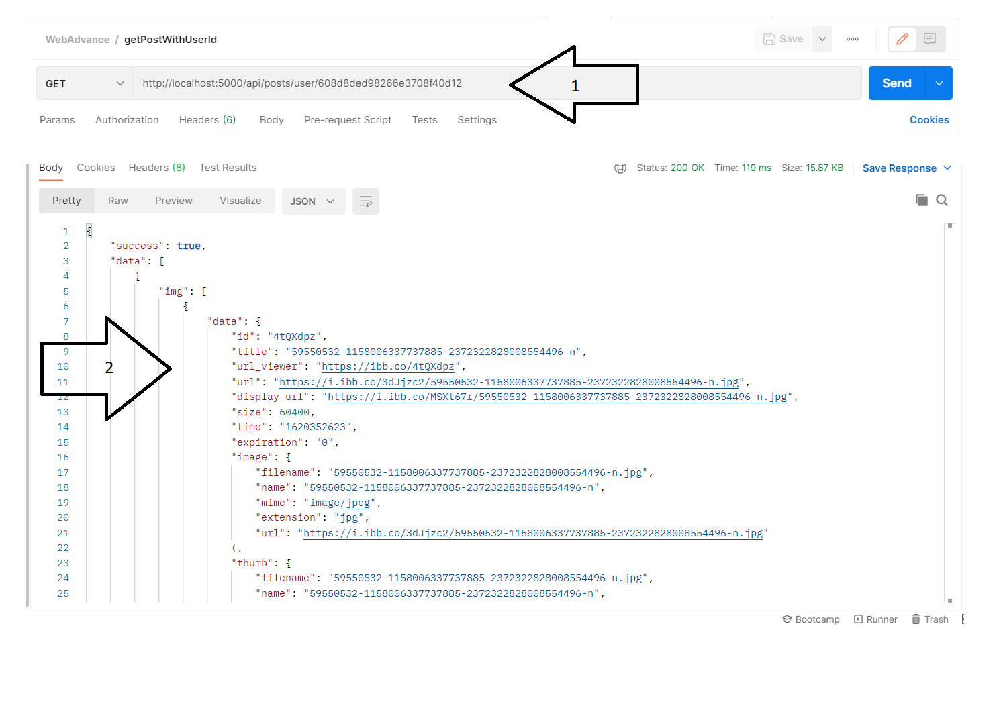 WebAdvance / getPostWithUserId
Save
GET
http://localhost:5000/api/posts/user/608d8ded98266e3708f40d12
1
Send
Params Authorization Headers (6) Body Pre-request Script Tests Settings Cookies
Body Cookies Headers (8) Test Results Status: 200 OK Time: 119 ms Size: 15.87 KB Save Response
Pretty Raw Preview Visualize JSON
1 {
2 "success": true,
3 "data": [
4 {
5 "img": [
6 {
7 "data": {
8 "id": "4tQXdpz",
9 "title": "59550532-1158006337737885-2372322828008554496-n",
10 "url_viewer": "https://ibb.co/4tQXdpz",
11 "url": "https://i.ibb.co/3dJjzc2/59550532-1158006337737885-2372322828008554496-n.jpg",
12 "display_url": "https://i.ibb.co/MSXt67r/59550532-1158006337737885-2372322828008554496-n.jpg",
13 "size": 60400,
14 "time": "1620352623",
15 "expiration": "0",
16 "image": {
17 "filename": "59550532-1158006337737885-2372322828008554496-n.jpg",
18 "name": "59550532-1158006337737885-2372322828008554496-n",
19 "mime": "image/jpeg",
20 "extension": "jpg",
21 "url": "https://i.ibb.co/3dJjzc2/59550532-1158006337737885-2372322828008554496-n.jpg"
22 },
23 "thumb": {
24 "filename": "59550532-1158006337737885-2372322828008554496-n.jpg",
25 "name": "59550532-1158006337737885-2372322828008554496-n",
2
Bootcamp Runner Trash